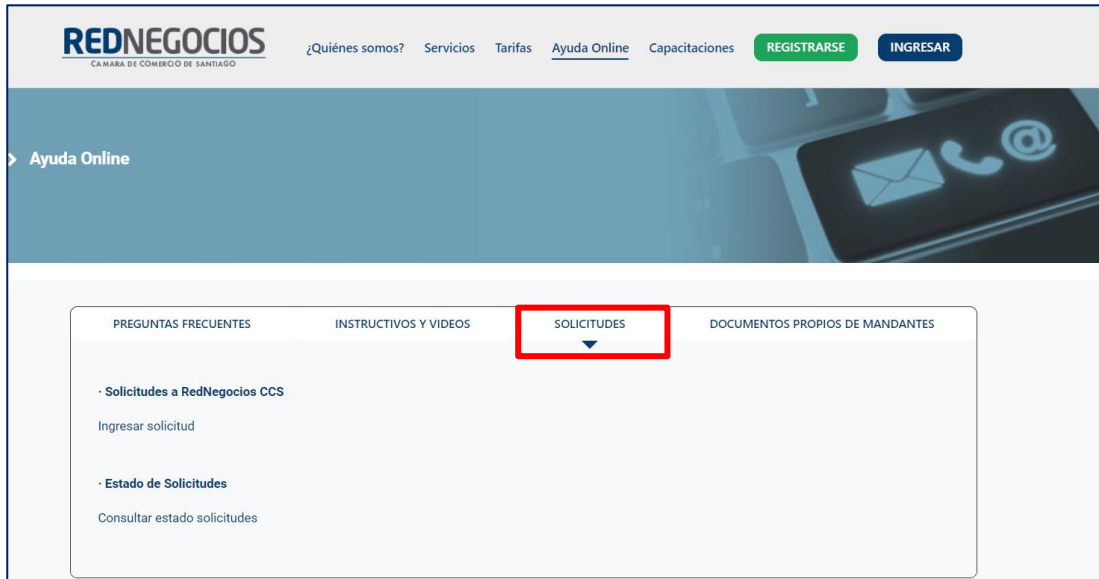 REDNEGOCIOS
CAMARA DE COMERCIO DE SANTIAGO
¿Quiénes somos? Servicios Tarifas Ayuda Online Capacitaciones REGISTRARSE INGRESAR
Ayuda Online
PREGUNTAS FRECUENTES INSTRUCTIVOS Y VIDEOS SOLICITUDES DOCUMENTOS PROPIOS DE MANDANTES
· Solicitudes a RedNegocios CCS
Ingresar solicitud
· Estado de Solicitudes
Consultar estado solicitudes